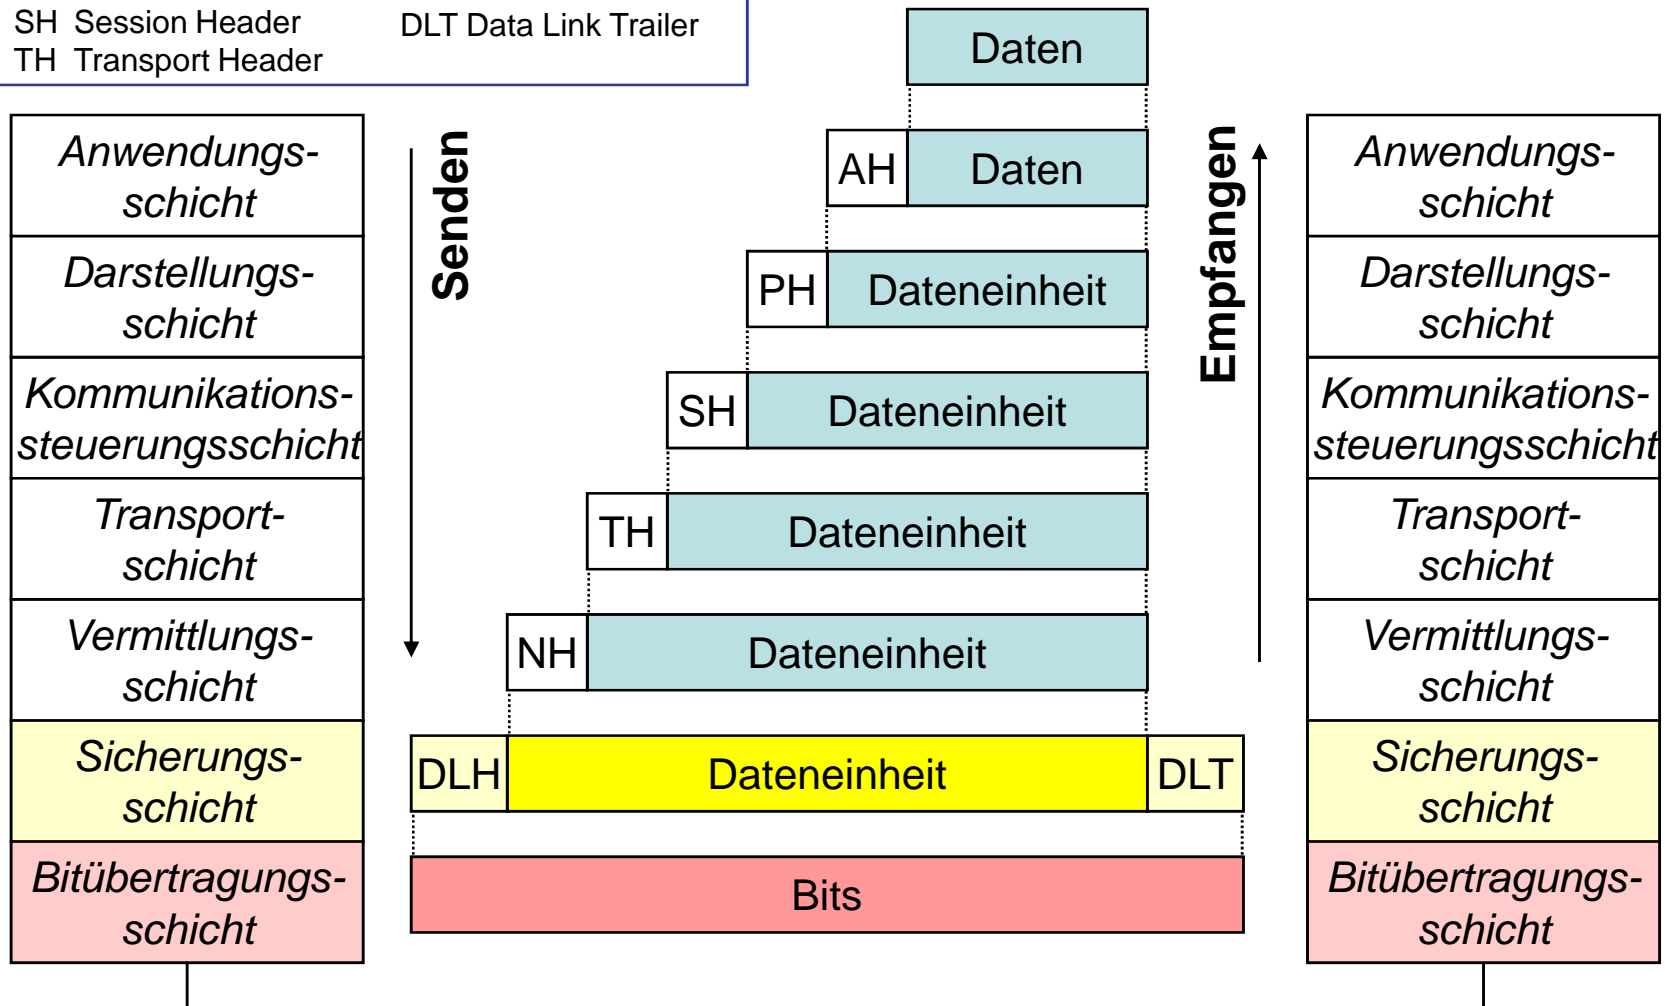 SH Session Header DLT Data Link Trailer
TH Transport Header
Daten
Anwendungs-
schicht
Senden
AH Daten
Empfangen
Anwendungs-
schicht
Darstellungs-
schicht
PH Dateneinheit
Darstellungs-
schicht
Kommunikations-
steuerungsschicht
SH Dateneinheit
Kommunikations-
steuerungsschicht
Transport-
schicht
TH Dateneinheit
Transport-
schicht
Vermittlungs-
schicht
NH Dateneinheit
Vermittlungs-
schicht
Sicherungs-
schicht
DLH Dateneinheit DLT
Sicherungs-
schicht
Bitübertragungs-
schicht
Bits
Bitübertragungs-
schicht